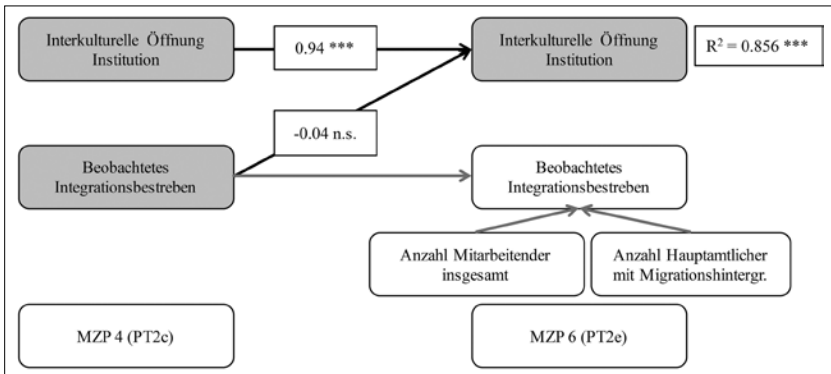 Interkulturelle Öffnung
Institution
0.94 ***
Interkulturelle Öffnung
Institution
R² = 0.856 ***
-0.04 n.s.
Beobachtetes
Integrationsbestreben
Beobachtetes
Integrationsbestreben
Anzahl Mitarbeitender
insgesamt
Anzahl Hauptamtlicher
mit Migrationshintergr.
MZP 4 (PT2c)
MZP 6 (PT2e)